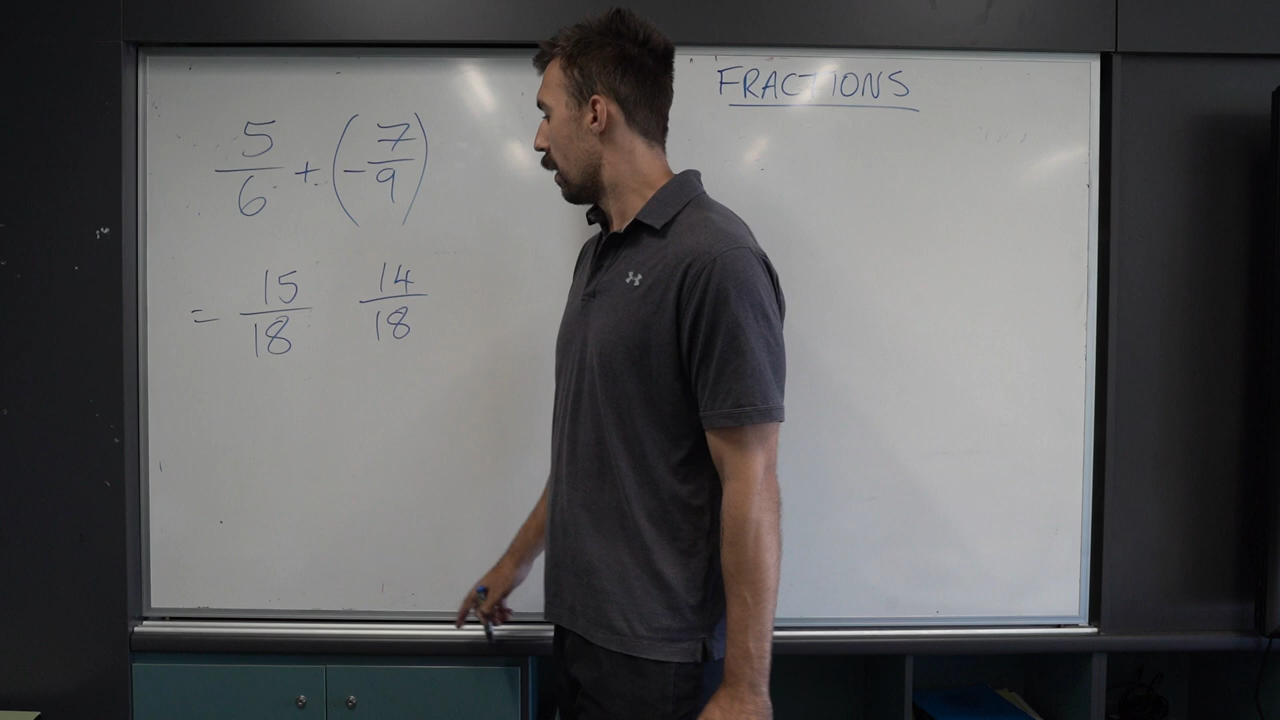 FRACTIONS
5/6 + (-7/9)
= 15/18 14/18